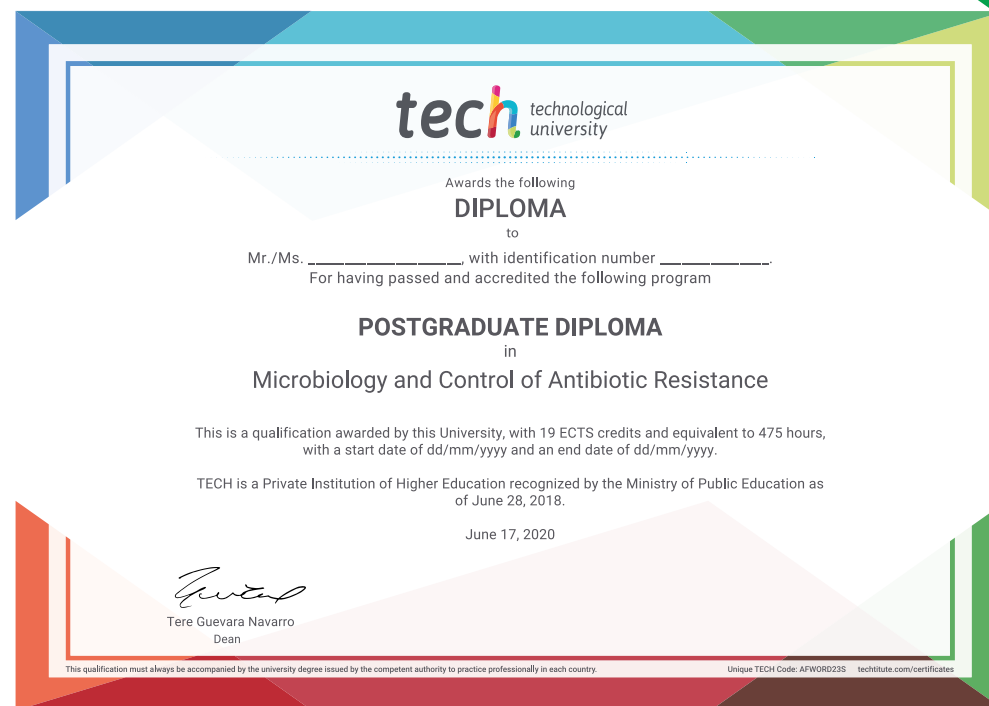 tech technological
university
Awards the following
DIPLOMA
to
Mr./Ms. ____________________, with identification number ______________.
For having passed and accredited the following program
POSTGRADUATE DIPLOMA
in
Microbiology and Control of Antibiotic Resistance
This is a qualification awarded by this University, with 19 ECTS credits and equivalent to 475 hours,
with a start date of dd/mm/yyyy and an end date of dd/mm/yyyy.
TECH is a Private Institution of Higher Education recognized by the Ministry of Public Education as
of June 28, 2018.
June 17, 2020
Tere Guevara Navarro
Dean
This qualification must always be accompanied by the university degree issued by the competent authority to practice professionally in each country.
Unique TECH Code: AFWORD23S techtitute.com/certificates